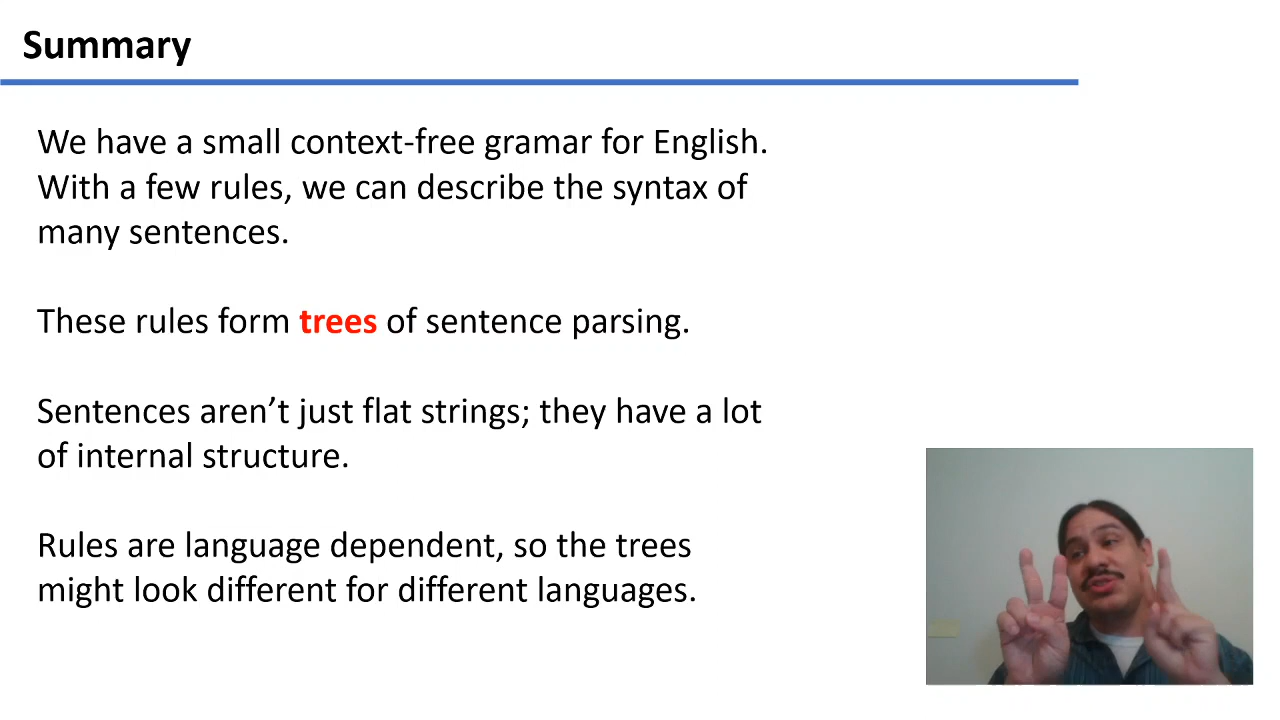 Summary
We have a small context-free gramar for English.
With a few rules, we can describe the syntax of
many sentences.
These rules form trees of sentence parsing.
Sentences aren’t just flat strings; they have a lot
of internal structure.
Rules are language dependent, so the trees
might look different for different languages.